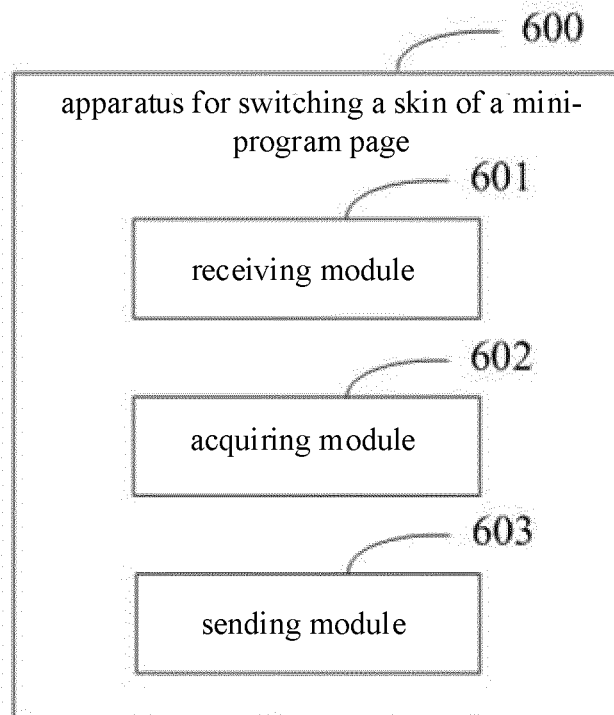 600
apparatus for switching a skin of a mini-
program page
601
receiving module
602
acquiring module
603
sending module